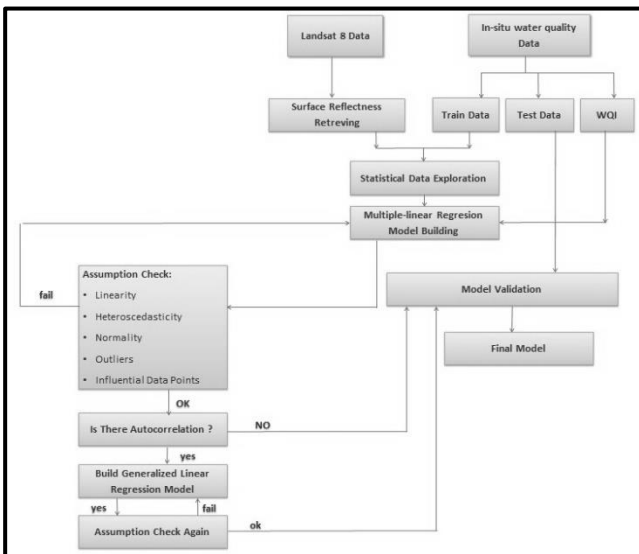 Landsat 8 Data
In-situ water quality
Data
Surface Reflectness
Retreving
Train Data
Test Data
WQI
Statistical Data Exploration
Multiple-linear Regresion
Model Building
Assumption Check:
fail
• Linearity
• Heteroscedasticity
• Normality
• Outliers
• Influential Data Points
Model Validation
Final Model
OK
Is There Autocorrelation ?
NO
yes
Build Generalized Linear
Regression Model
yes
fail
Assumption Check Again
ok